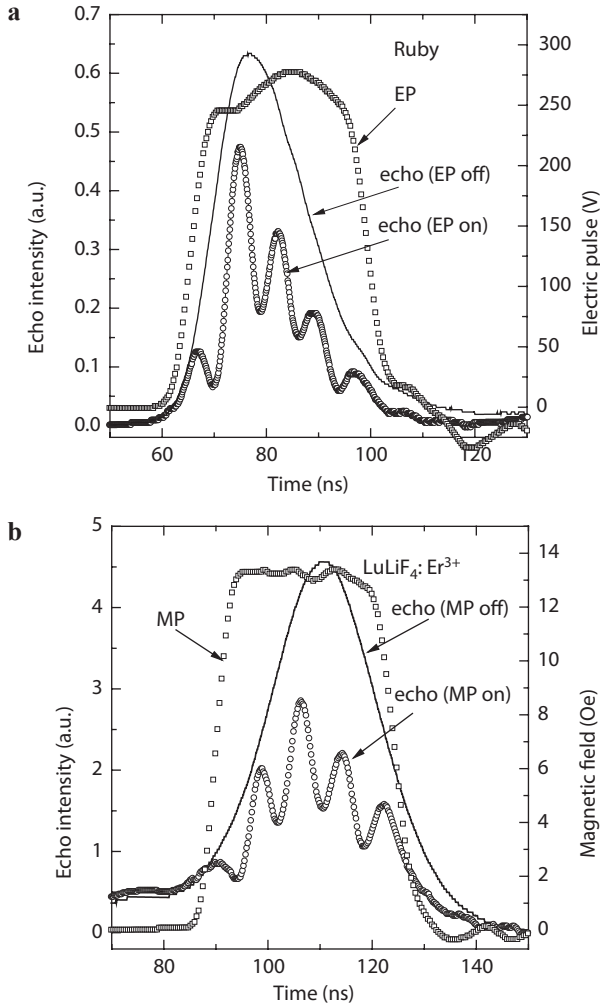 a
Ruby
EP
echo (EP off)
echo (EP on)
Echo intensity (a.u.)
0.7
0.6
0.5
0.4
0.3
0.2
0.1
0.0
Electric pulse (V)
300
250
200
150
100
50
0
60
80
100
120
Time (ns)
b
LuLiF₄: Er³⁺
MP
echo (MP off)
echo (MP on)
Echo intensity (a.u.)
5
4
3
2
1
0
Magnetic field (Oe)
14
12
10
8
6
4
2
0
80
100
120
140
Time (ns)